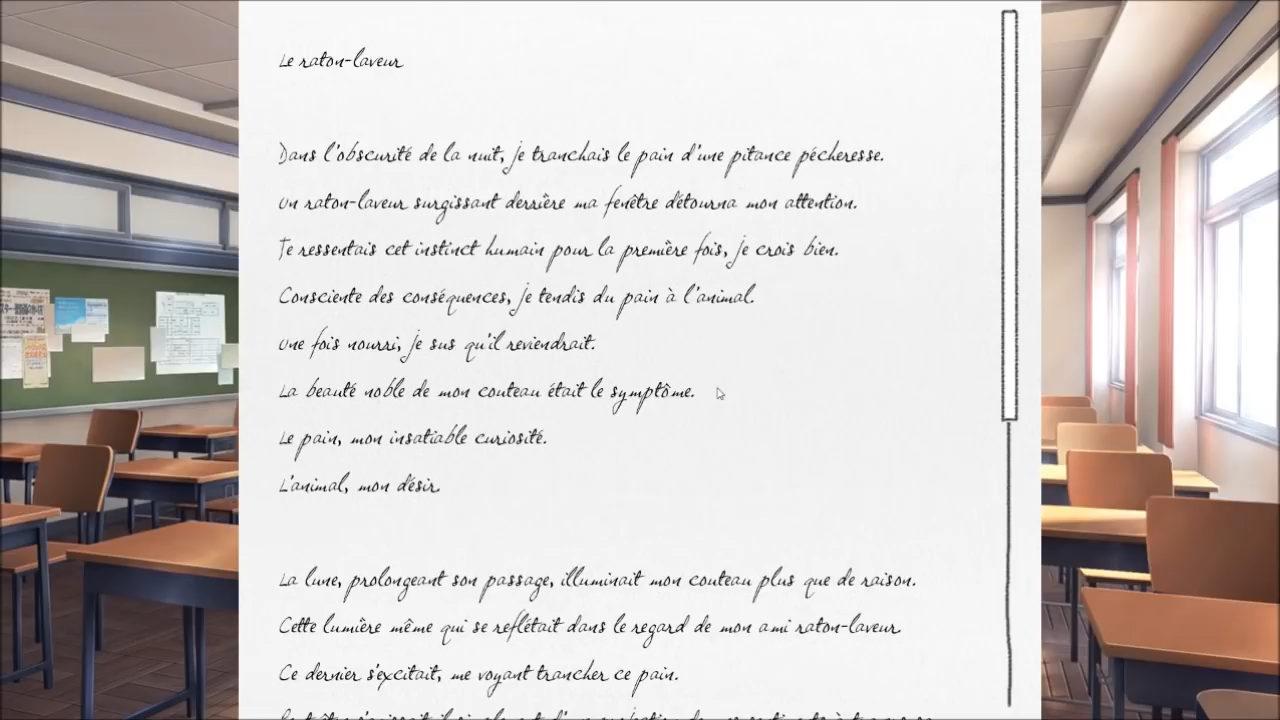 Le raton-laveur
Dans l'obscurité de la nuit, je tranchais le pain d'une pitance pécheresse.
Un raton-laveur surgissant derrière ma fenêtre détourna mon attention.
Je ressentais cet instinct humain pour la première fois, je crois bien.
Consciente des conséquences, je tendis du pain à l'animal.
Une fois nourri, je sus qu'il reviendrait.
La beauté noble de mon couteau était le symptôme.
Le pain, mon insatiable curiosité.
L'animal, mon désir.
La lune, prolongeant son passage, illuminait mon couteau plus que de raison.
Cette lumière même qui se reflétait dans le regard de mon ami raton-laveur.
Ce dernier s'excitait, me voyant trancher ce pain.